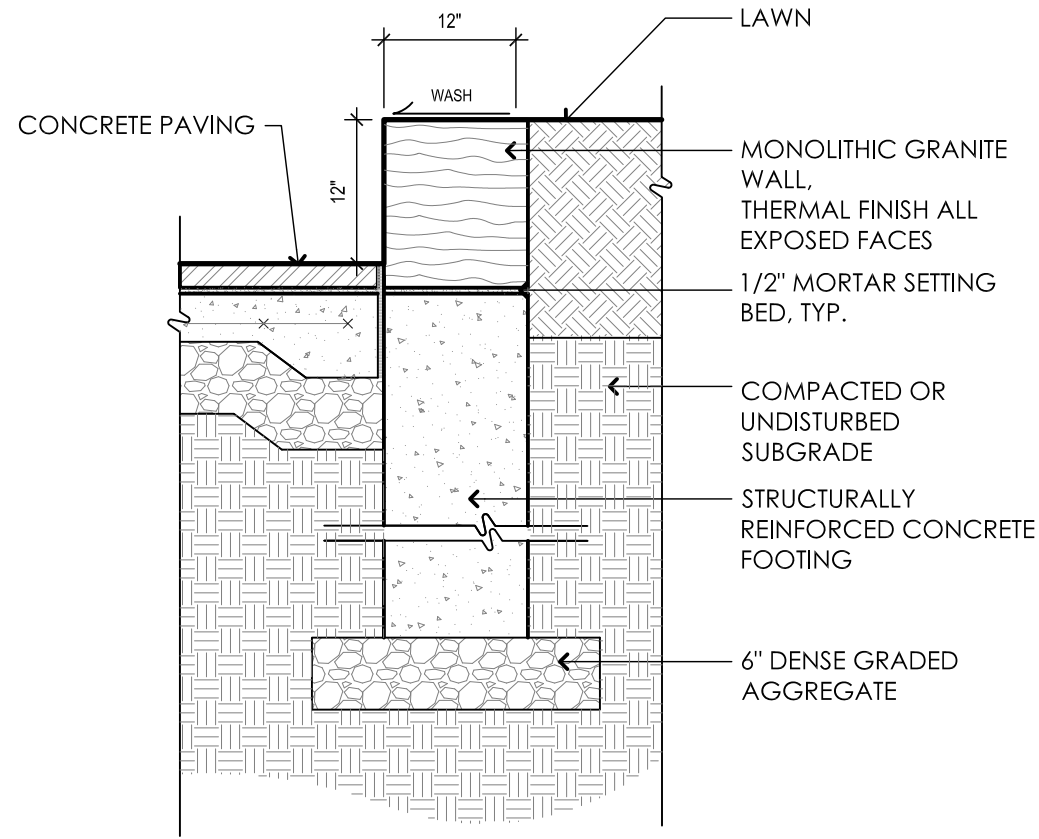 12"
LAWN
WASH
CONCRETE PAVING
12"
MONOLITHIC GRANITE
WALL,
THERMAL FINISH ALL
EXPOSED FACES
1/2" MORTAR SETTING
BED, TYP.
COMPACTED OR
UNDISTURBED
SUBGRADE
STRUCTURALLY
REINFORCED CONCRETE
FOOTING
6" DENSE GRADED
AGGREGATE